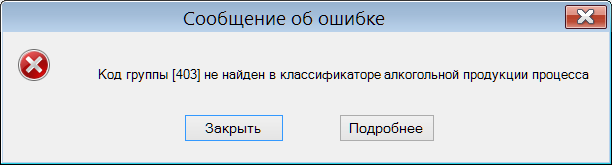 Сообщение об ошибке
Код группы [403] не найден в классификаторе алкогольной продукции процесса
Закрыть Подробнее